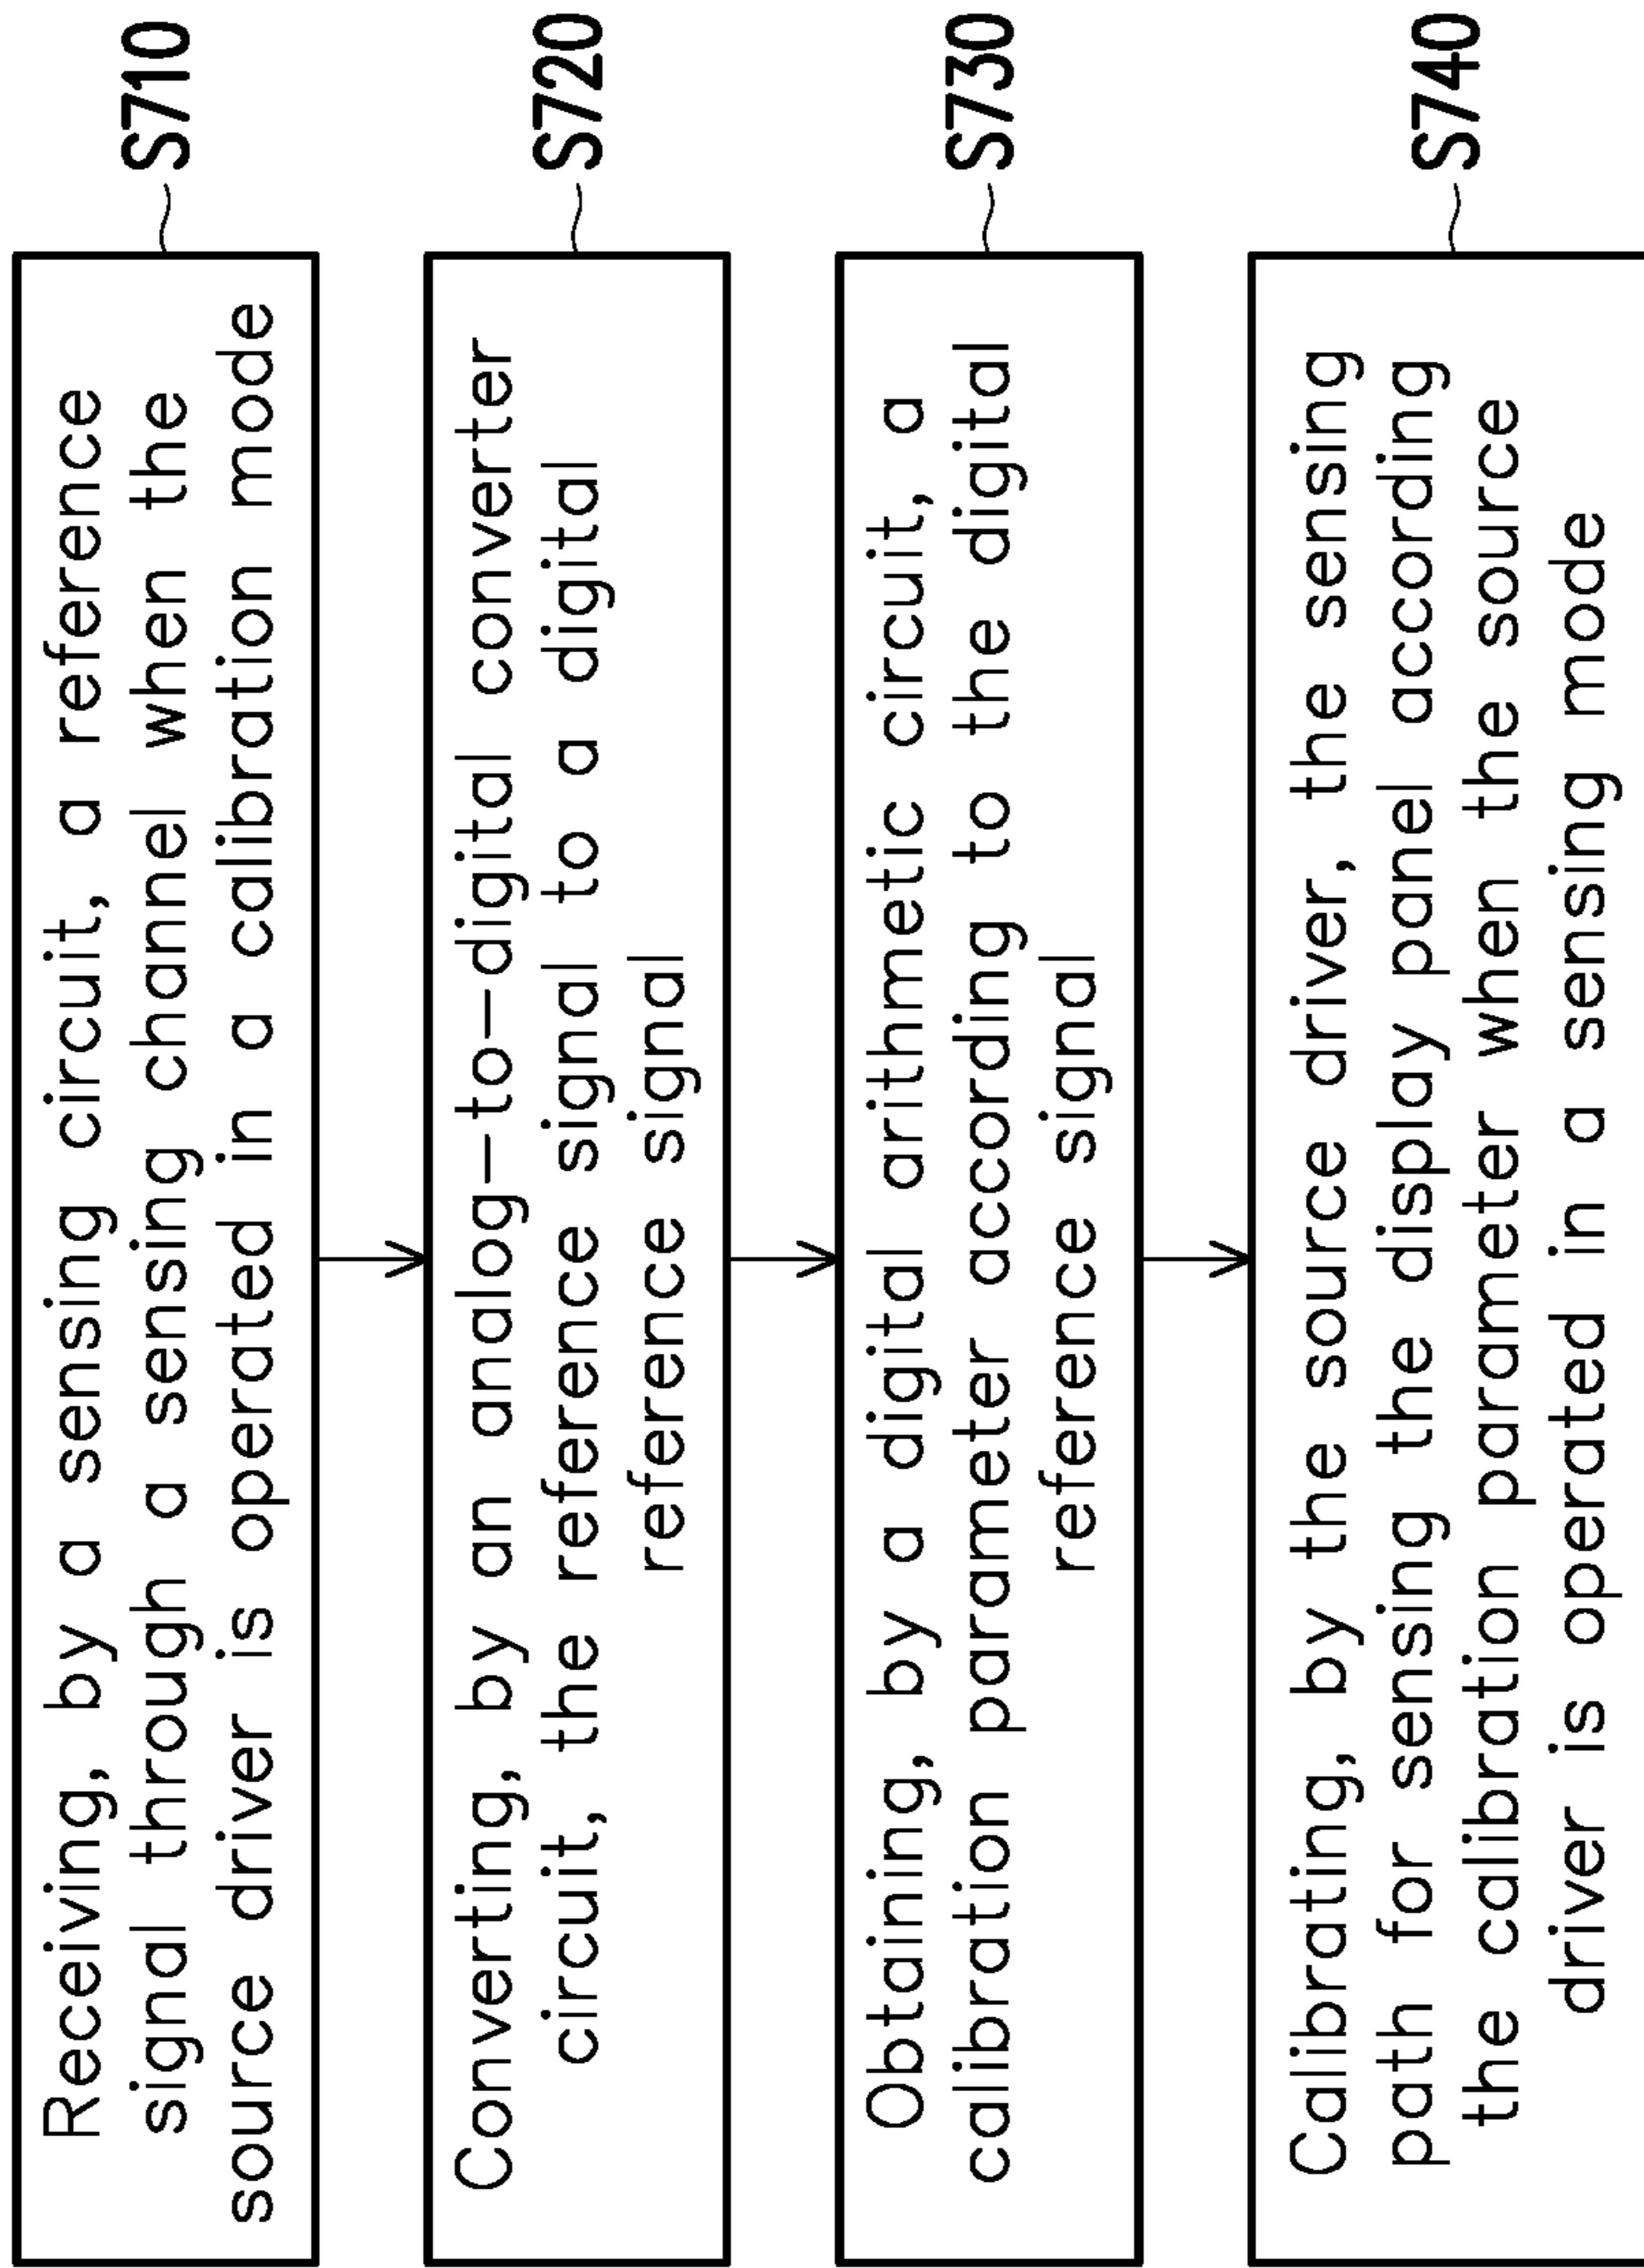 Receiving, by a sensing circuit, a reference
signal through a sensing channel when the
source driver is operated in a calibration mode
S710
Converting, by an analog-to-digital converter
circuit, the reference signal to a digital
reference signal
S720
Obtaining, by a digital arithmetic circuit, a
calibration parameter according to the digital
reference signal
S730
Calibrating, by the source driver, the sensing
path for sensing the display panel according
the calibration parameter when the source
driver is operated in a sensing mode
S740